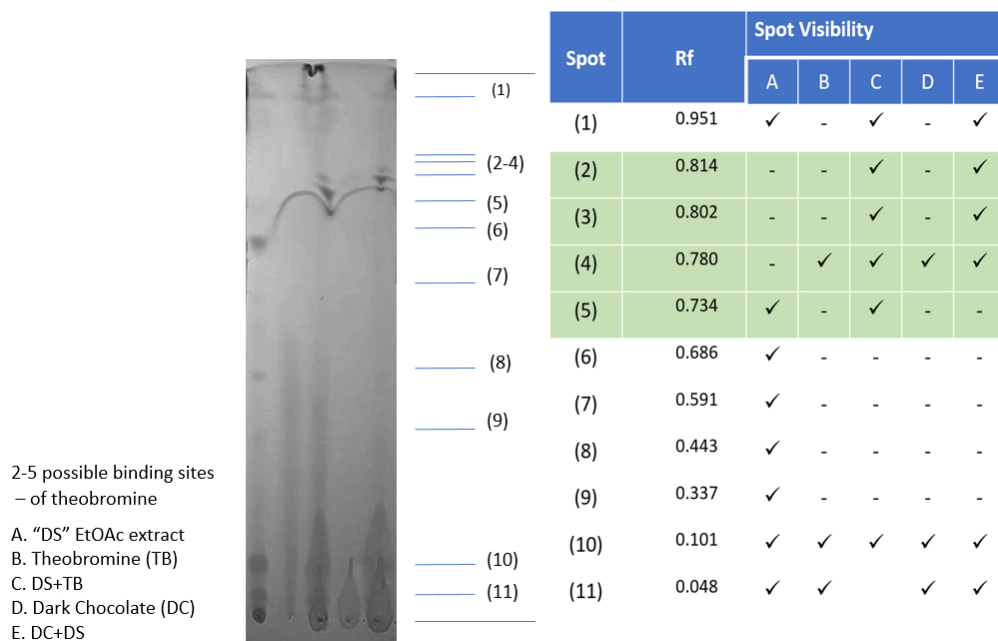 (1)
(2-4)
(5)
(6)
(7)
(8)
(9)
(10)
(11)
2-5 possible binding sites
– of theobromine
A. “DS” EtOAc extract
B. Theobromine (TB)
C. DS+TB
D. Dark Chocolate (DC)
E. DC+DS
Spot Rf Spot Visibility
A B C D E
(1) 0.951 ✓ - ✓ - ✓
(2) 0.814 - - ✓ - ✓
(3) 0.802 - - ✓ - ✓
(4) 0.780 - ✓ ✓ ✓ ✓
(5) 0.734 ✓ - ✓ - -
(6) 0.686 ✓ - - - -
(7) 0.591 ✓ - - - -
(8) 0.443 ✓ - - - -
(9) 0.337 ✓ - - - -
(10) 0.101 ✓ ✓ ✓ ✓ ✓
(11) 0.048 ✓ ✓ ✓ ✓